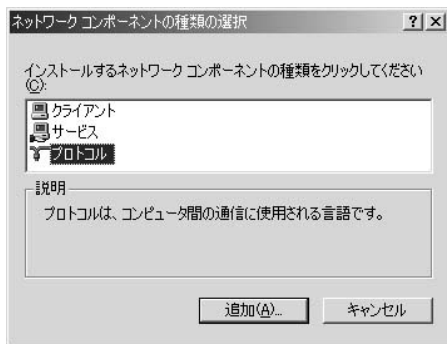 ネットワーク コンポーネントの種類の選択
インストールするネットワーク コンポーネントの種類をクリックしてください
(C):
クライアント
サービス
プロトコル
説明
プロトコルは、コンピュータ間の通信に使用される言語です。
追加(A)...
キャンセル